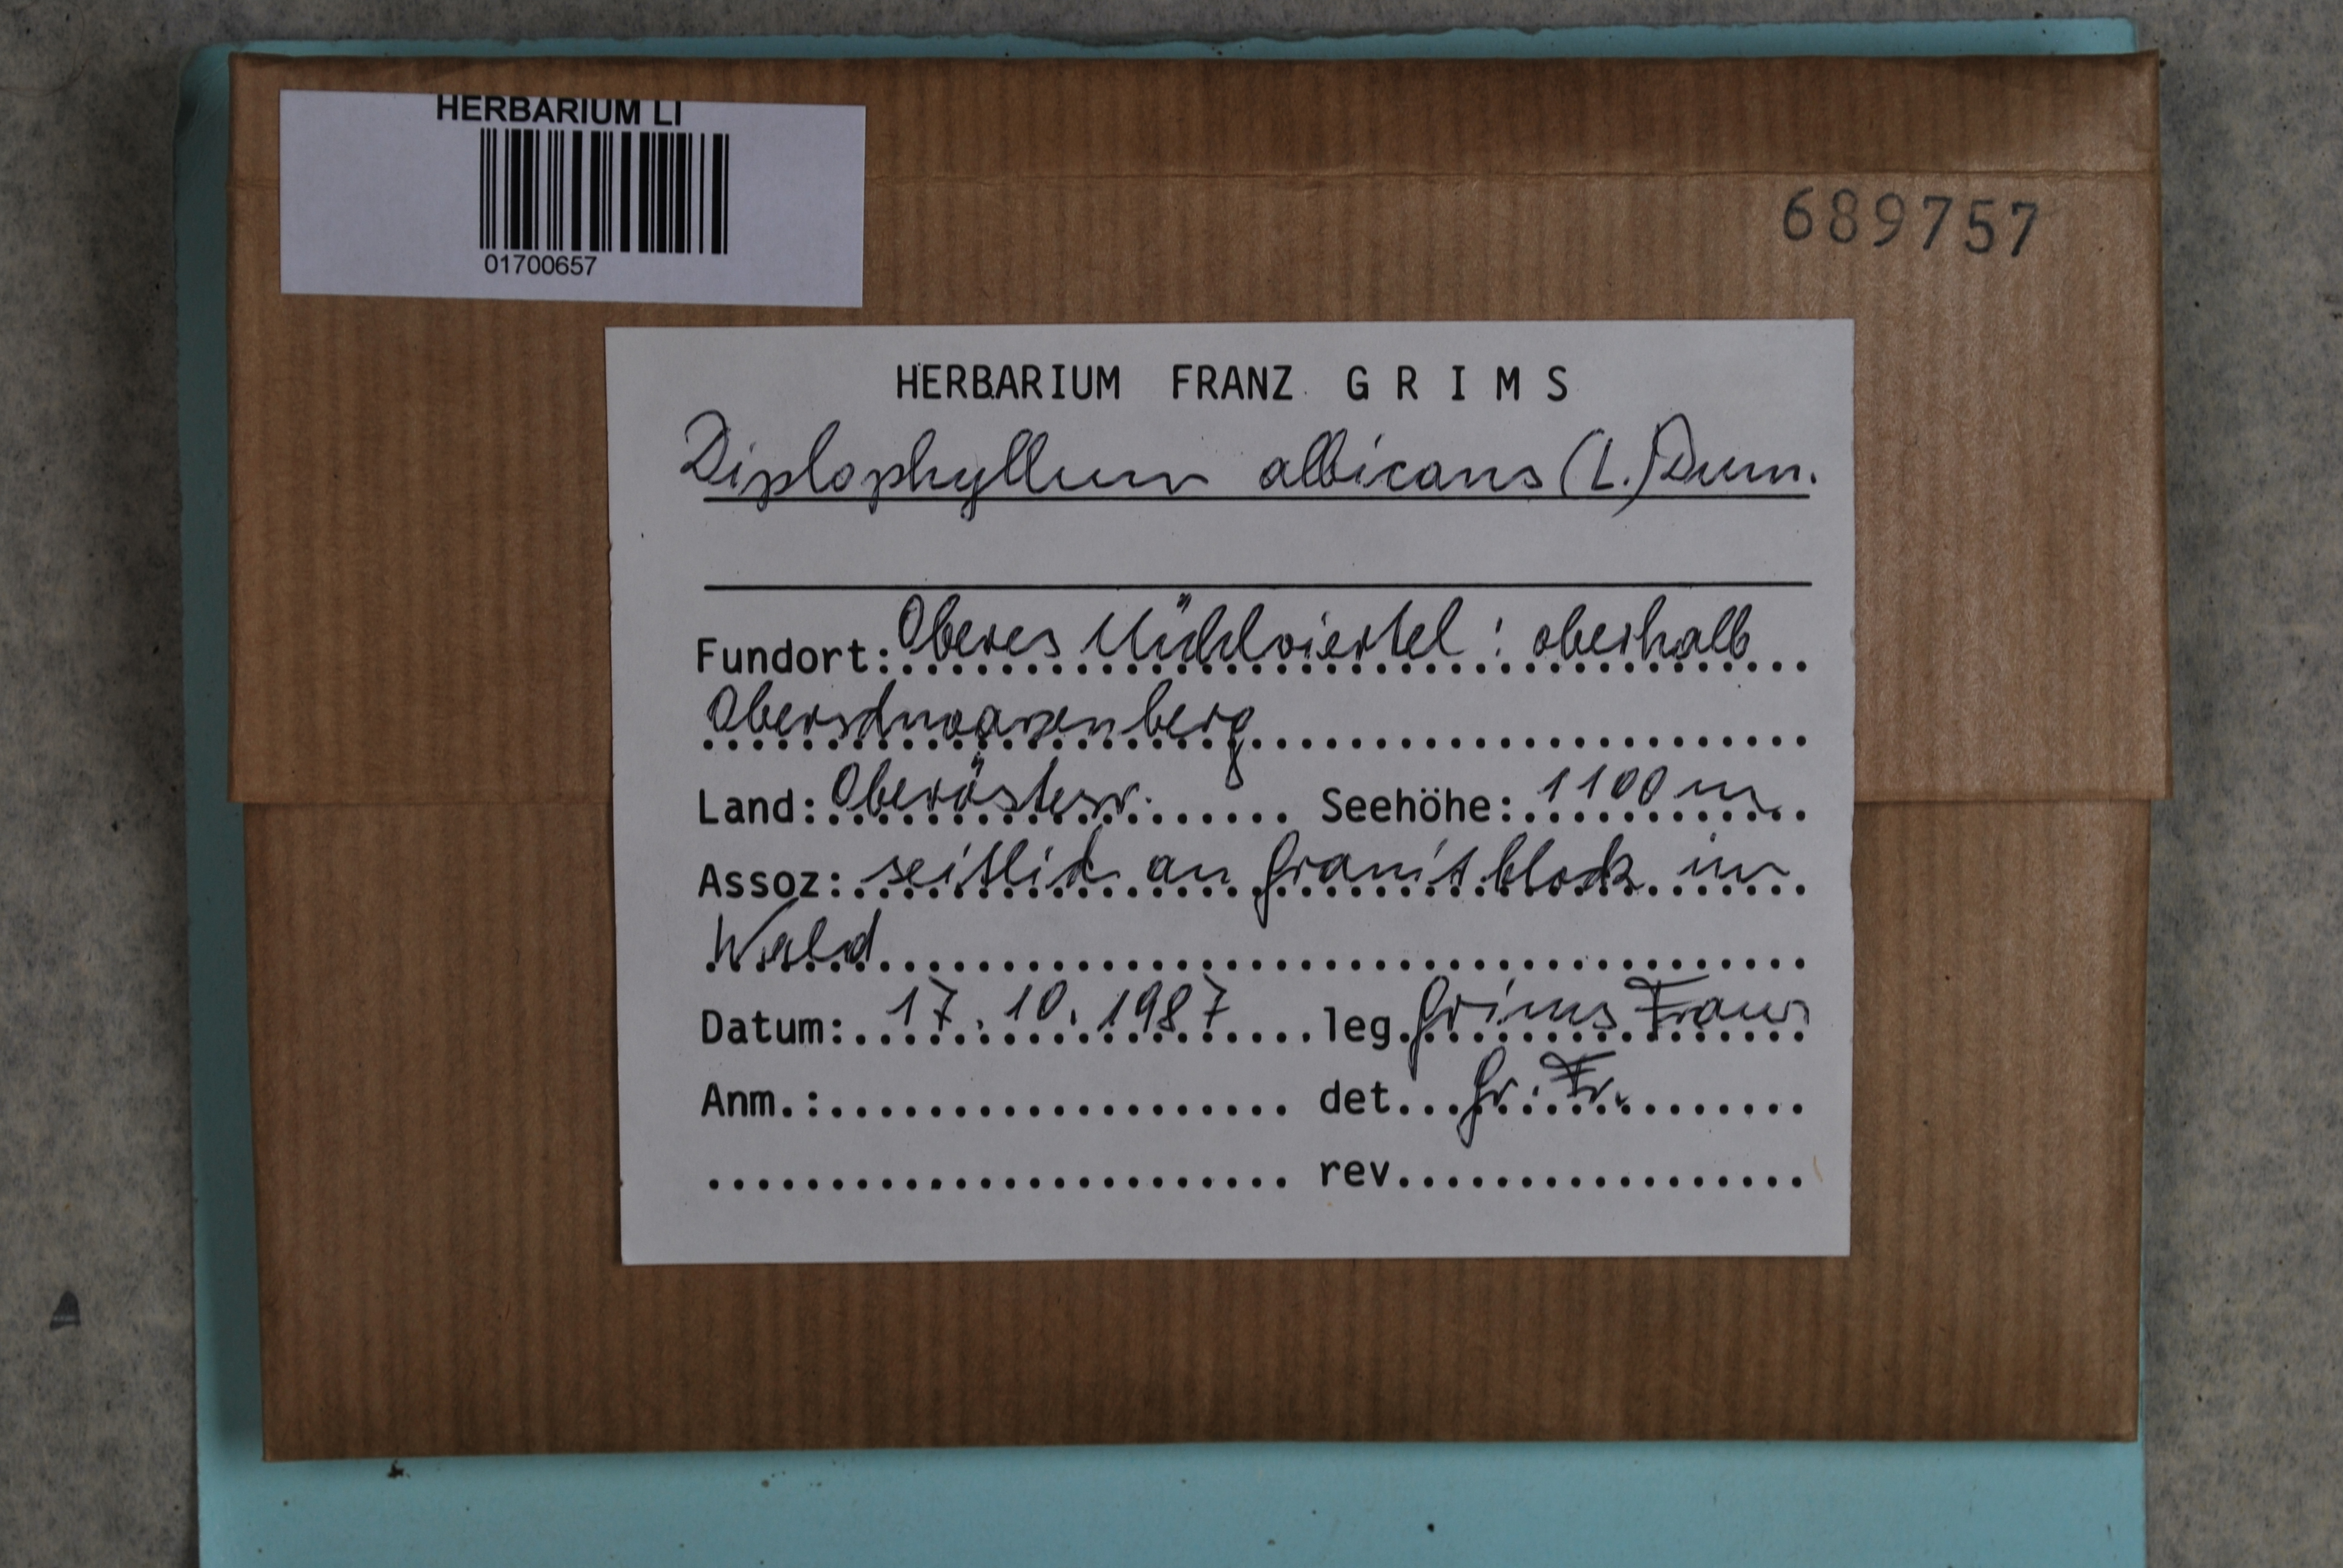 HERBARIUM LI
01700657
689757
HERBARIUM FRANZ GRIMS
Diplophyllum albicans (L.) Dum.
Fundort: Oberes Mühlviertel: oberhalb
Oberschwarzenberg
Land: Oberösterr. Seehöhe: 1100 m
Assoz: seitlich an Granitblock im
Wald
Datum: 17.10.1987 leg. Grims Franz
Anm.: det. Gr. Fr.
rev.